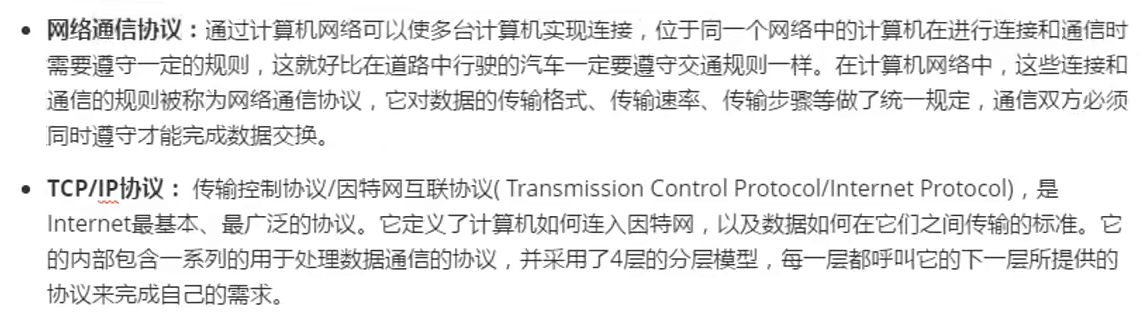 • 网络通信协议：通过计算机网络可以使多台计算机实现连接，位于同一个网络中的计算机在进行连接和通信时
需要遵守一定的规则，这就好比在道路中行驶的汽车一定要遵守交通规则一样。在计算机网络中，这些连接和
通信的规则被称为网络通信协议，它对数据的传输格式、传输速率、传输步骤等做了统一规定，通信双方必须
同时遵守才能完成数据交换。
• TCP/IP协议： 传输控制协议/因特网互联协议( Transmission Control Protocol/Internet Protocol)，是
Internet最基本、最广泛的协议。它定义了计算机如何连入因特网，以及数据如何在它们之间传输的标准。它
的内部包含一系列的用于处理数据通信的协议，并采用了4层的分层模型，每一层都呼叫它的下一层所提供的
协议来完成自己的需求。